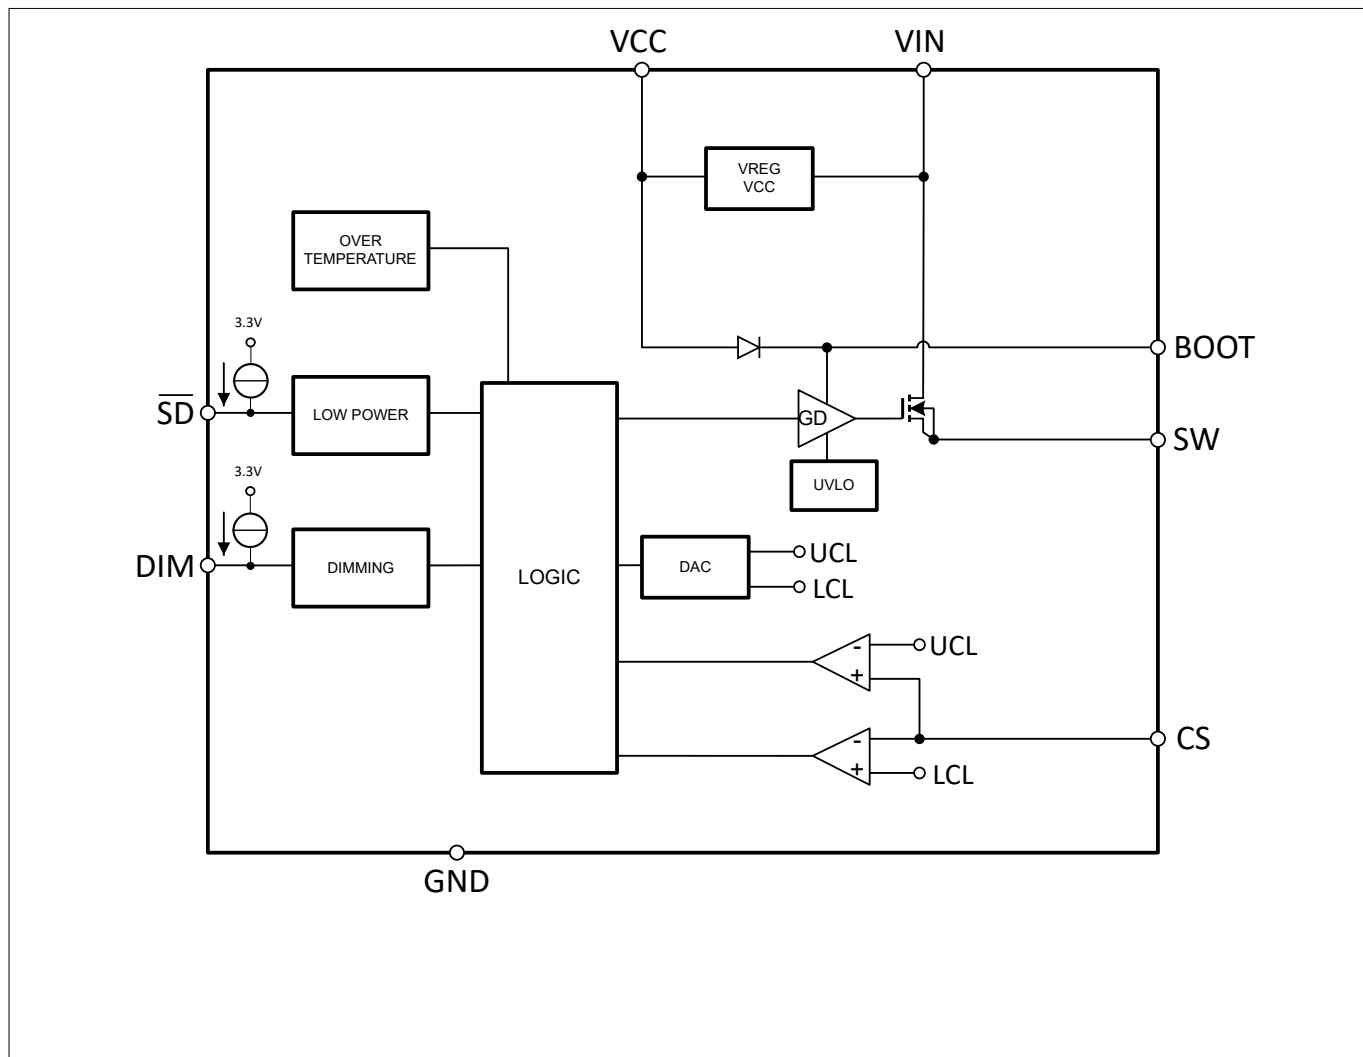 VCC
VIN
VREG
VCC
OVER
TEMPERATURE
3.3V
BOOT
SD
LOW POWER
GD
SW
3.3V
UVLO
DIM
DIMMING
LOGIC
DAC
UCL
LCL
-
UCL
+
-
CS
+
LCL
GND